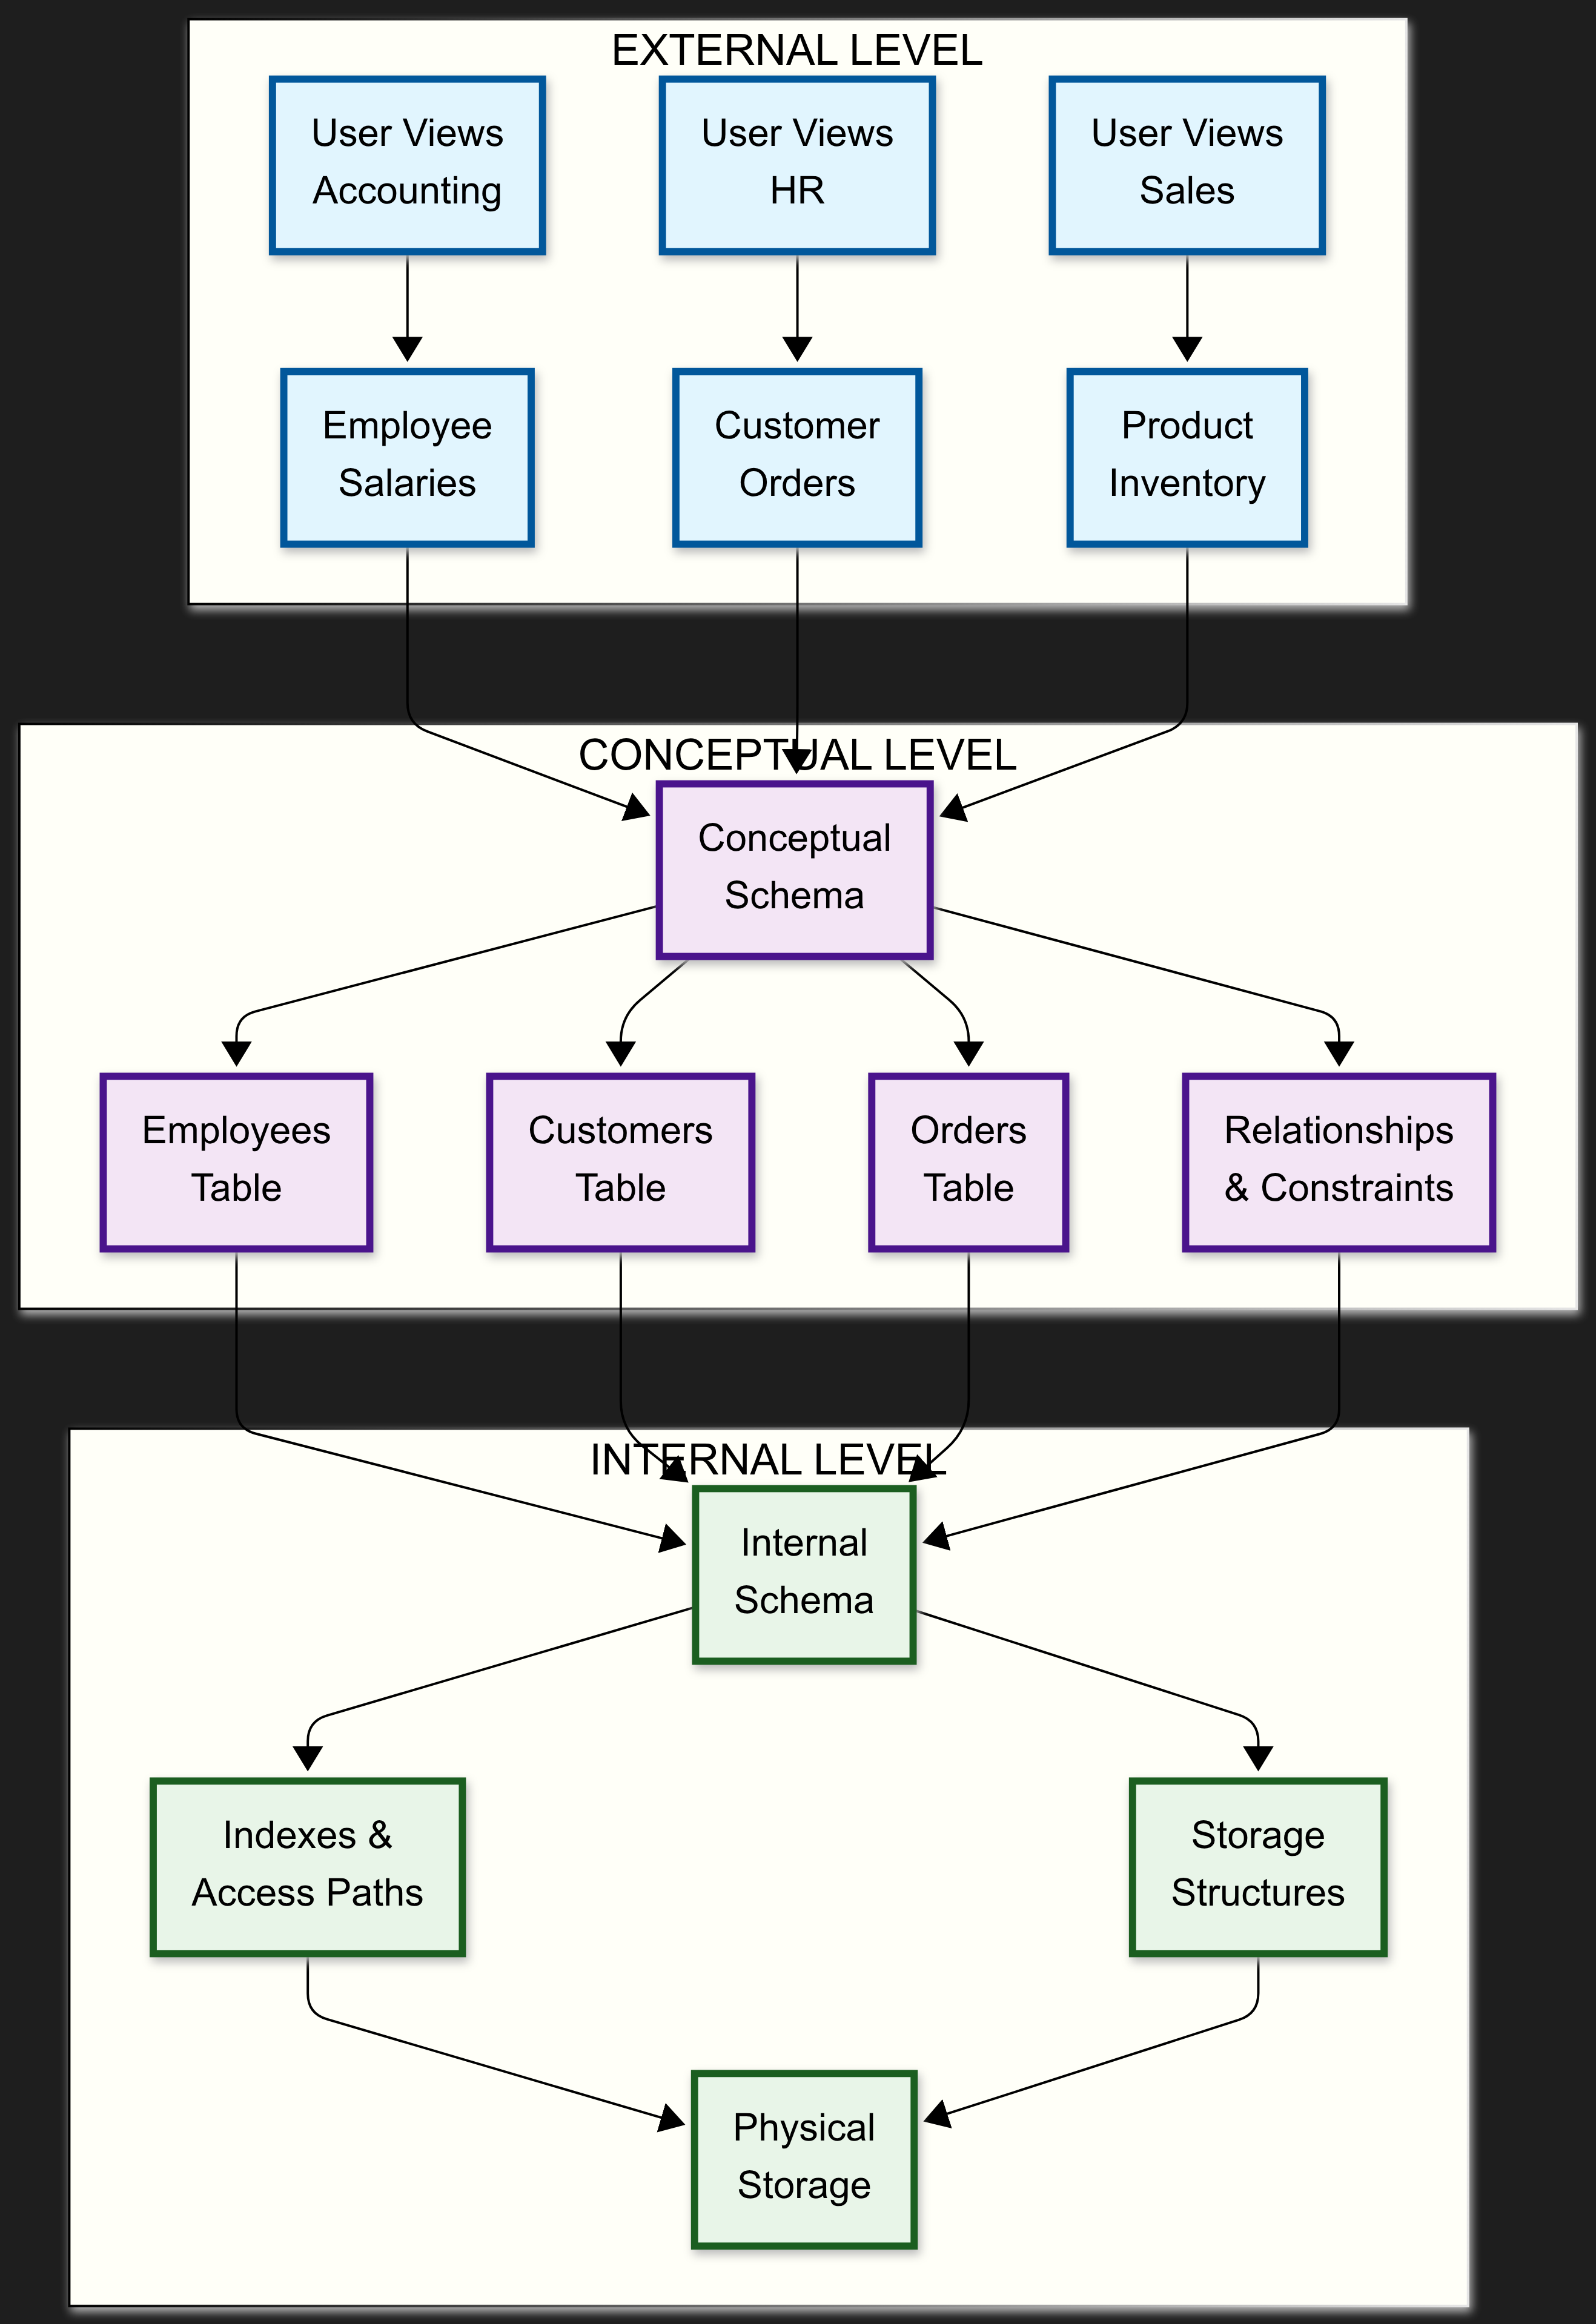 EXTERNAL LEVEL
User Views
Accounting
User Views
HR
User Views
Sales
Employee
Salaries
Customer
Orders
Product
Inventory
CONCEPTUAL LEVEL
Conceptual
Schema
Employees
Table
Customers
Table
Orders
Table
Relationships
& Constraints
INTERNAL LEVEL
Internal
Schema
Indexes &
Access Paths
Storage
Structures
Physical
Storage